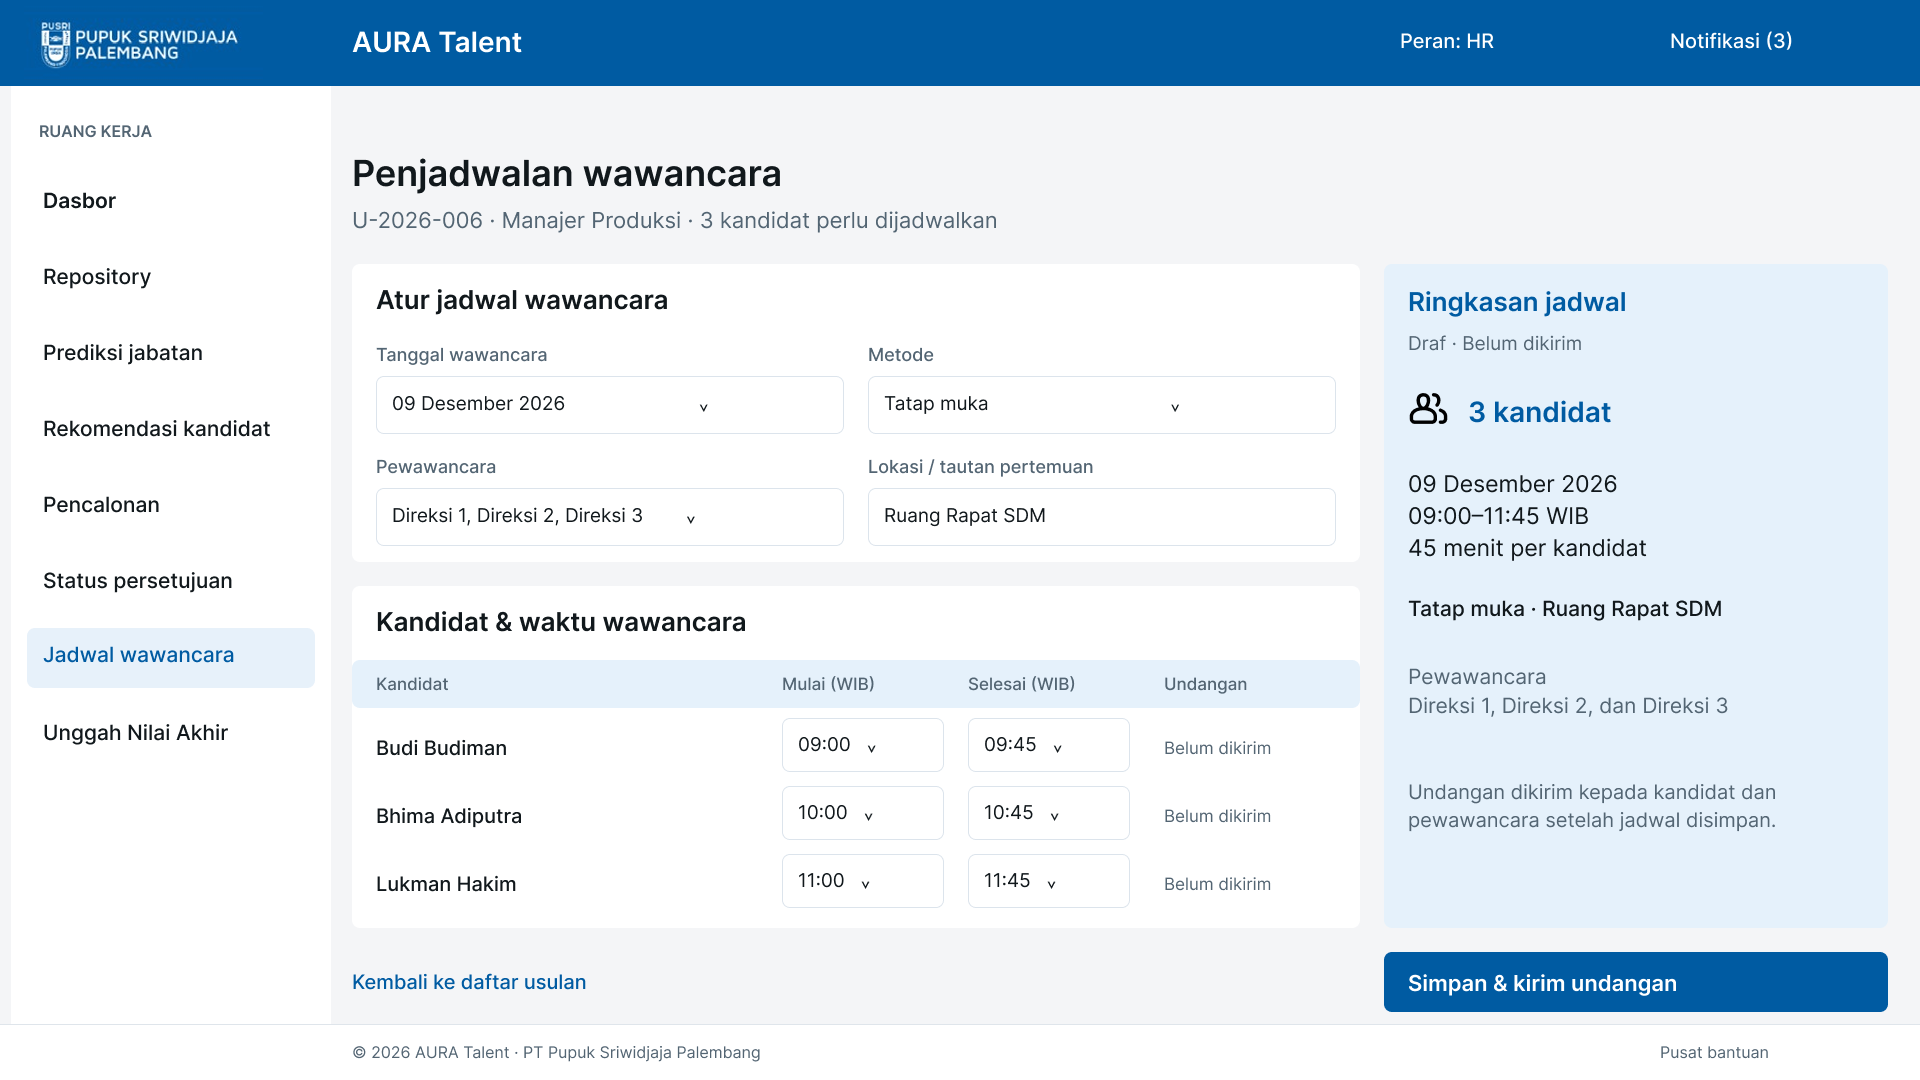 PUSRI
PUPUK SRIWIDJAJA
PALEMBANG
AURA Talent
Peran: HR
Notifikasi (3)
RUANG KERJA
Dasbor
Repository
Prediksi jabatan
Rekomendasi kandidat
Pencalonan
Status persetujuan
Jadwal wawancara
Unggah Nilai Akhir
Penjadwalan wawancara
U-2026-006 · Manajer Produksi · 3 kandidat perlu dijadwalkan
Atur jadwal wawancara
Tanggal wawancara
Metode
09 Desember 2026
Tatap muka
Pewawancara
Lokasi / tautan pertemuan
Direksi 1, Direksi 2, Direksi 3
Ruang Rapat SDM
Kandidat & waktu wawancara
Kandidat Mulai (WIB) Selesai (WIB) Undangan
Budi Budiman 09:00 09:45 Belum dikirim
Bhima Adiputra 10:00 10:45 Belum dikirim
Lukman Hakim 11:00 11:45 Belum dikirim
Ringkasan jadwal
Draf · Belum dikirim
3 kandidat
09 Desember 2026
09:00–11:45 WIB
45 menit per kandidat
Tatap muka · Ruang Rapat SDM
Pewawancara
Direksi 1, Direksi 2, dan Direksi 3
Undangan dikirim kepada kandidat dan
pewawancara setelah jadwal disimpan.
Kembali ke daftar usulan
Simpan & kirim undangan
© 2026 AURA Talent · PT Pupuk Sriwidjaja Palembang
Pusat bantuan